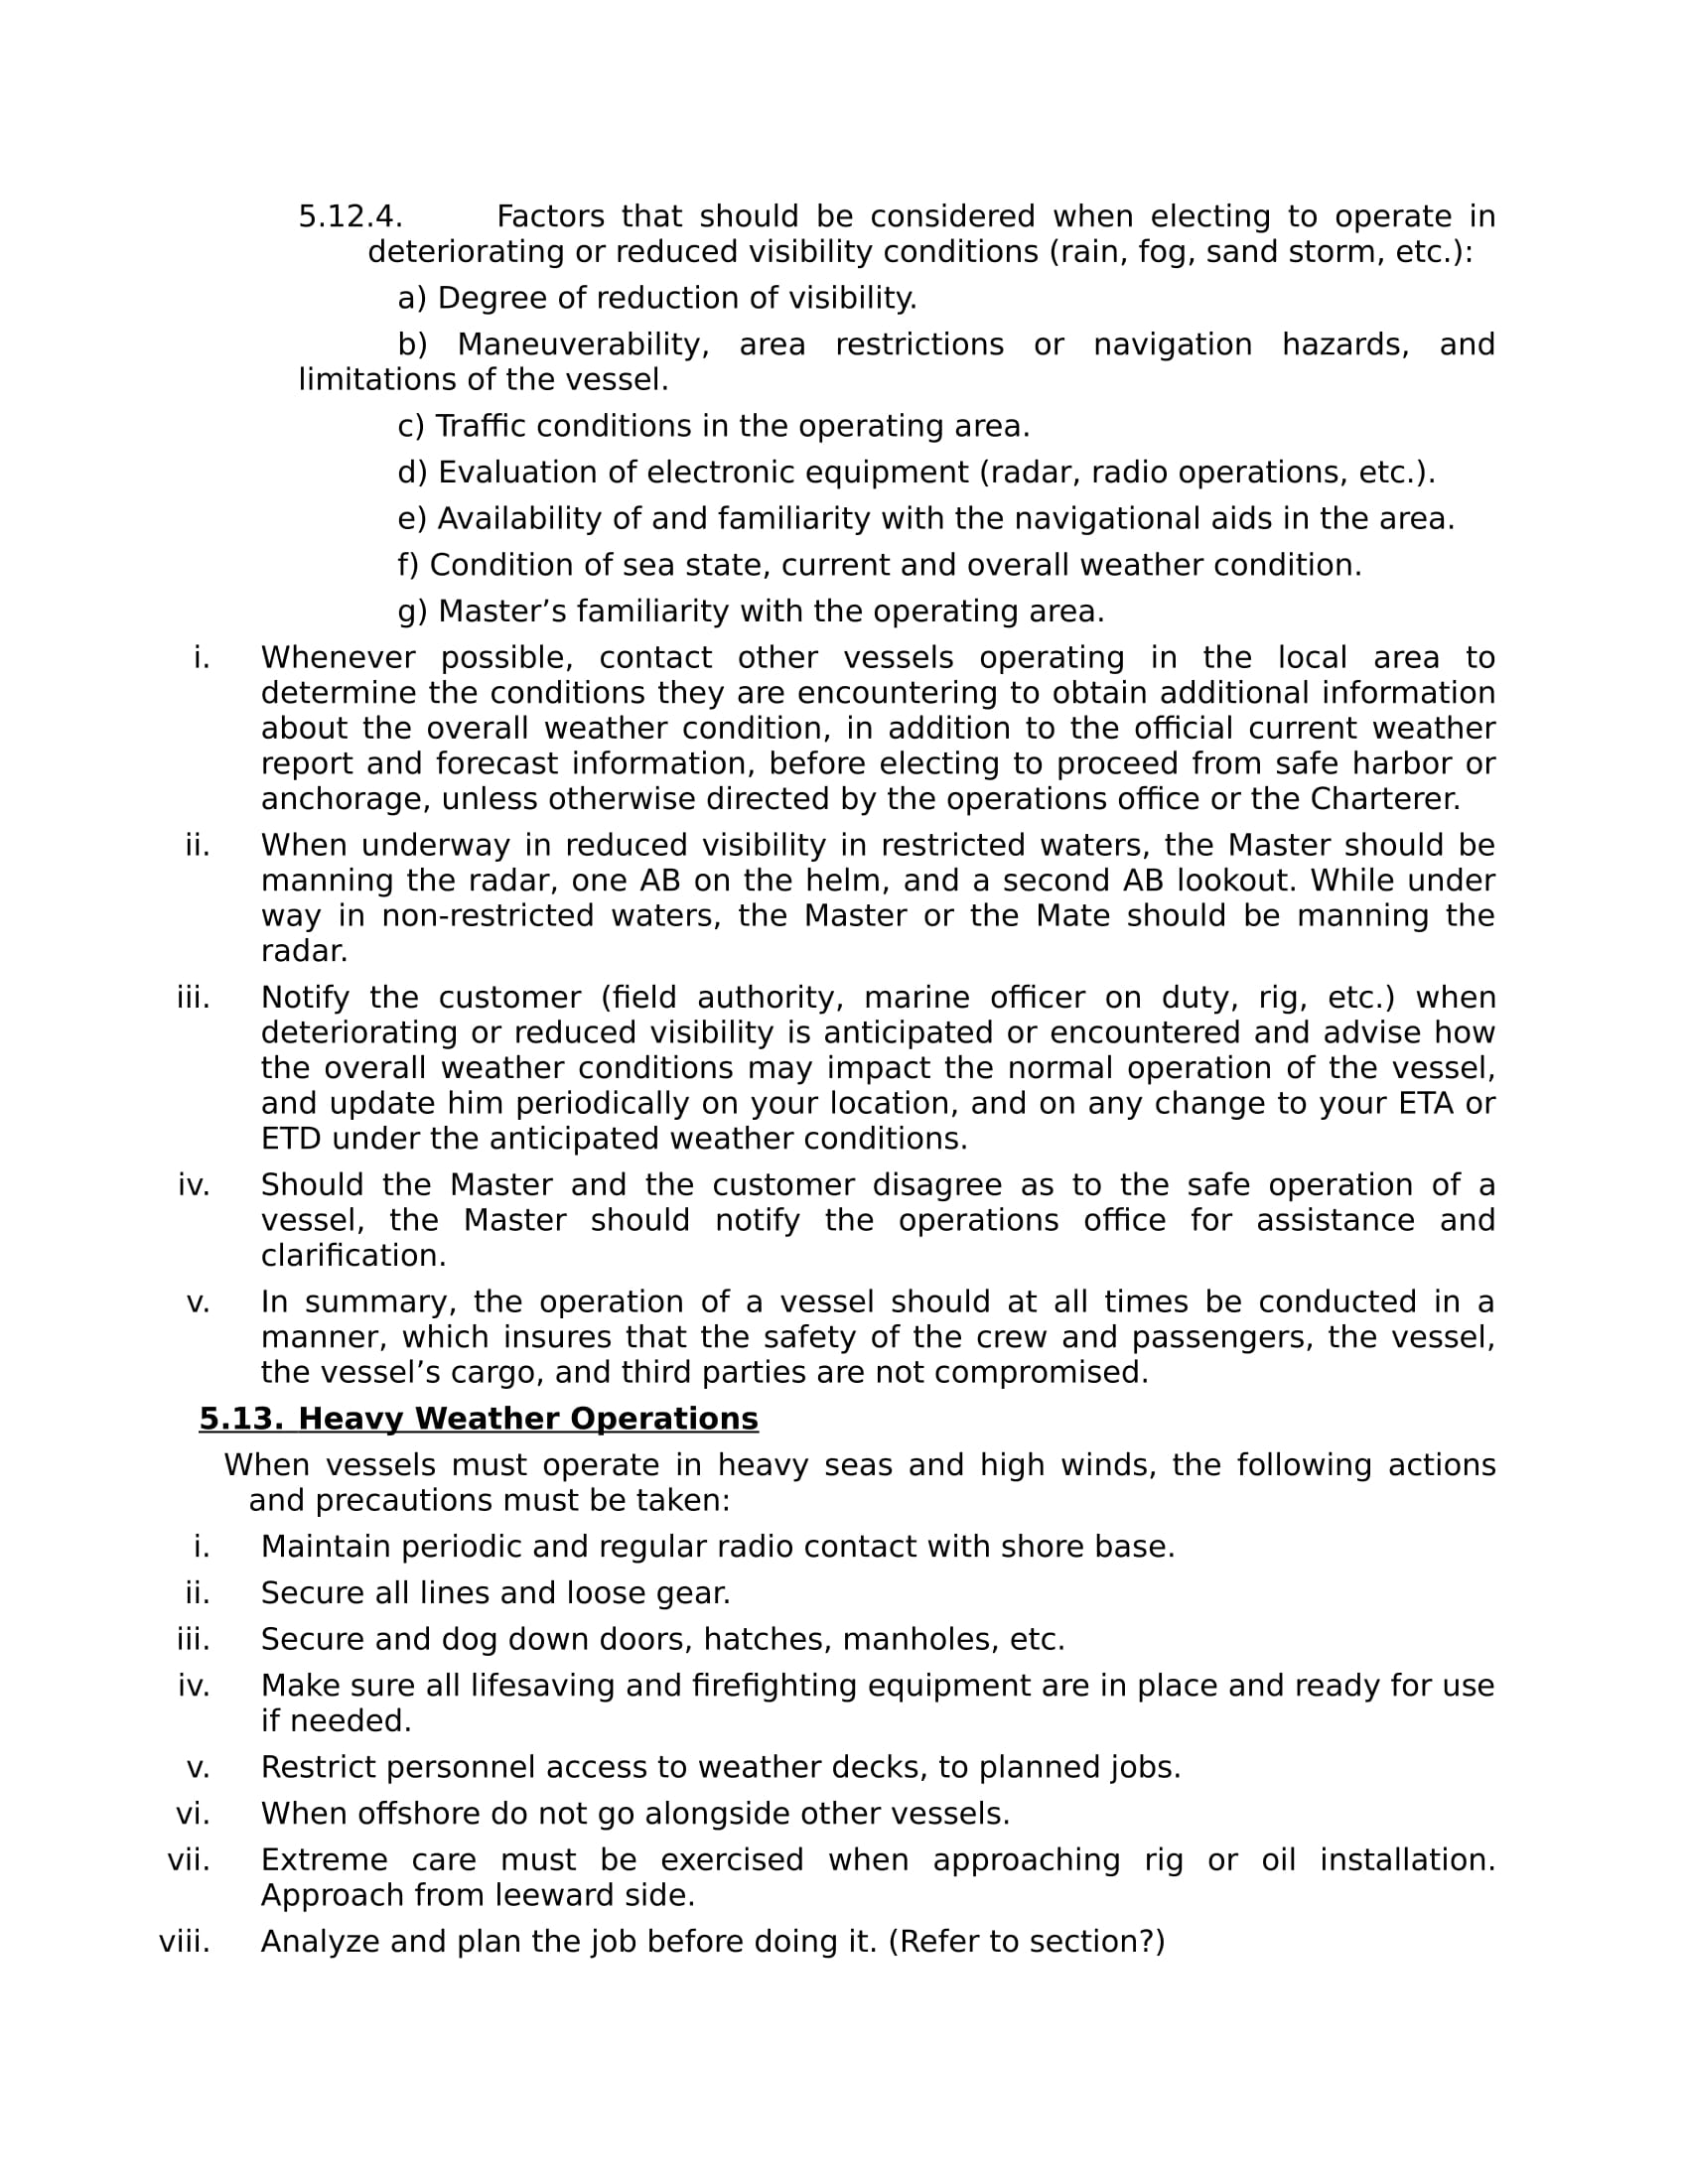 5.12.4. Factors that should be considered when electing to operate in
deteriorating or reduced visibility conditions (rain, fog, sand storm, etc.):
a) Degree of reduction of visibility.
b) Maneuverability, area restrictions or navigation hazards, and
limitations of the vessel.
c) Traffic conditions in the operating area.
d) Evaluation of electronic equipment (radar, radio operations, etc.).
e) Availability of and familiarity with the navigational aids in the area.
f) Condition of sea state, current and overall weather condition.
g) Master’s familiarity with the operating area.
i. Whenever possible, contact other vessels operating in the local area to
determine the conditions they are encountering to obtain additional information
about the overall weather condition, in addition to the official current weather
report and forecast information, before electing to proceed from safe harbor or
anchorage, unless otherwise directed by the operations office or the Charterer.
ii. When underway in reduced visibility in restricted waters, the Master should be
manning the radar, one AB on the helm, and a second AB lookout. While under
way in non-restricted waters, the Master or the Mate should be manning the
radar.
iii. Notify the customer (field authority, marine officer on duty, rig, etc.) when
deteriorating or reduced visibility is anticipated or encountered and advise how
the overall weather conditions may impact the normal operation of the vessel,
and update him periodically on your location, and on any change to your ETA or
ETD under the anticipated weather conditions.
iv. Should the Master and the customer disagree as to the safe operation of a
vessel, the Master should notify the operations office for assistance and
clarification.
v. In summary, the operation of a vessel should at all times be conducted in a
manner, which insures that the safety of the crew and passengers, the vessel,
the vessel’s cargo, and third parties are not compromised.
5.13. Heavy Weather Operations
When vessels must operate in heavy seas and high winds, the following actions
and precautions must be taken:
i. Maintain periodic and regular radio contact with shore base.
ii. Secure all lines and loose gear.
iii. Secure and dog down doors, hatches, manholes, etc.
iv. Make sure all lifesaving and firefighting equipment are in place and ready for use
if needed.
v. Restrict personnel access to weather decks, to planned jobs.
vi. When offshore do not go alongside other vessels.
vii. Extreme care must be exercised when approaching rig or oil installation.
Approach from leeward side.
viii. Analyze and plan the job before doing it. (Refer to section?)